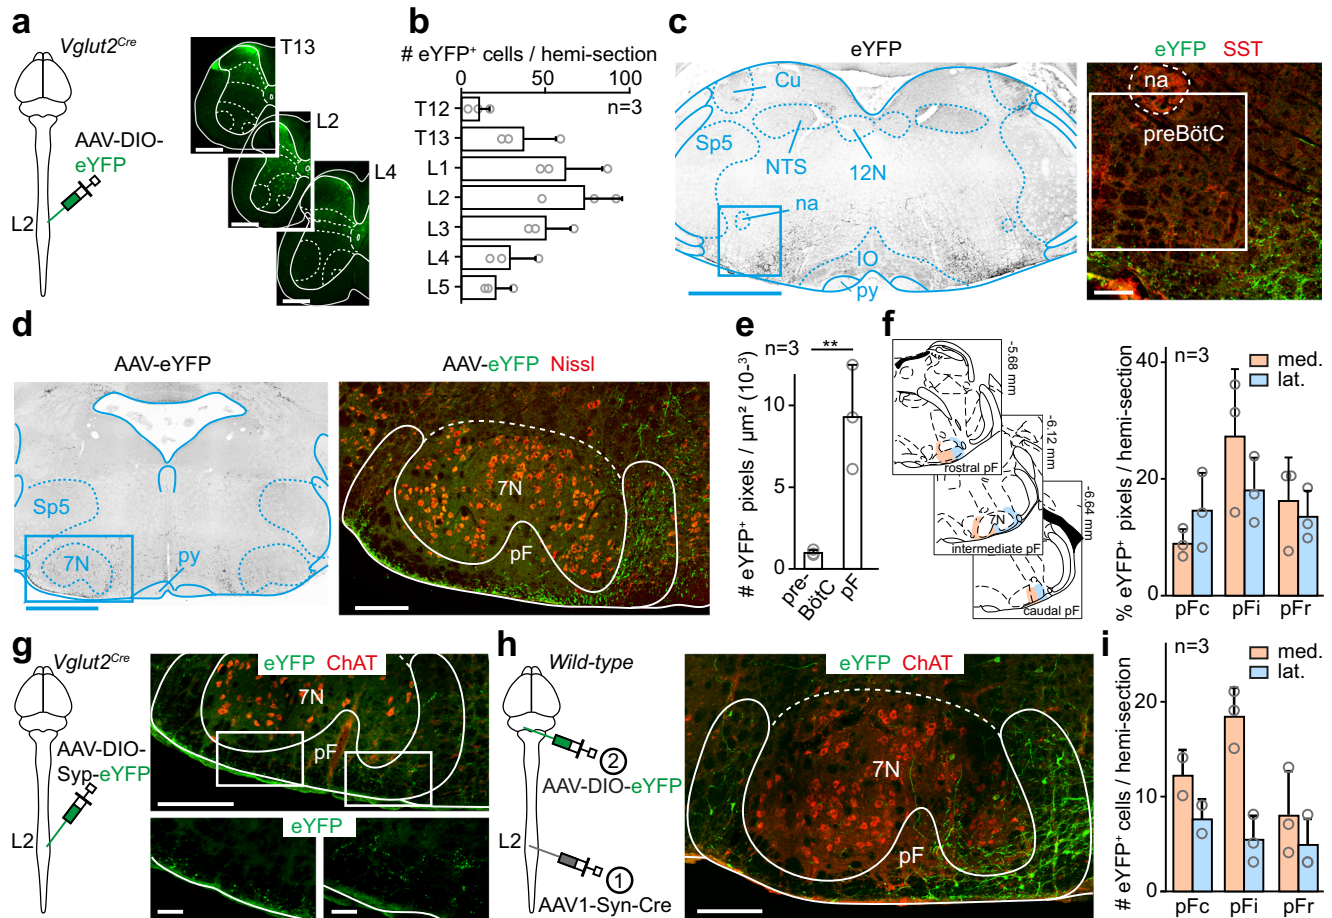 a
Vglut2Cre
AAV-DIO-
eYFP
L2
T13
L2
L4
b
# eYFP+ cells / hemi-section
0 50 100
n=3
T12
T13
L1
L2
L3
L4
L5
c
eYFP
Cu
Sp5
NTS
12N
na
IO
py
eYFP SST
na
preBötC
d
AAV-eYFP
Sp5
7N
py
AAV-eYFP Nissl
7N
pF
e
n=3
**
# eYFP+ pixels / µm² (10-3)
10
5
0
pre-
BötC
pF
f
-5.68 mm
rostral pF
-6.12 mm
7N
intermediate pF
-6.64 mm
caudal pF
% eYFP+ pixels / hemi-section
n=3
med.
lat.
40
20
0
pFc pFi pFr
g
Vglut2Cre
AAV-DIO-
Syp-eYFP
L2
eYFP ChAT
7N
pF
eYFP
h
Wild-type
2
AAV-DIO-eYFP
L2
1
AAV1-Syn-Cre
eYFP ChAT
7N
pF
i
# eYFP+ cells / hemi-section
n=3
med.
lat.
20
10
0
pFc pFi pFr